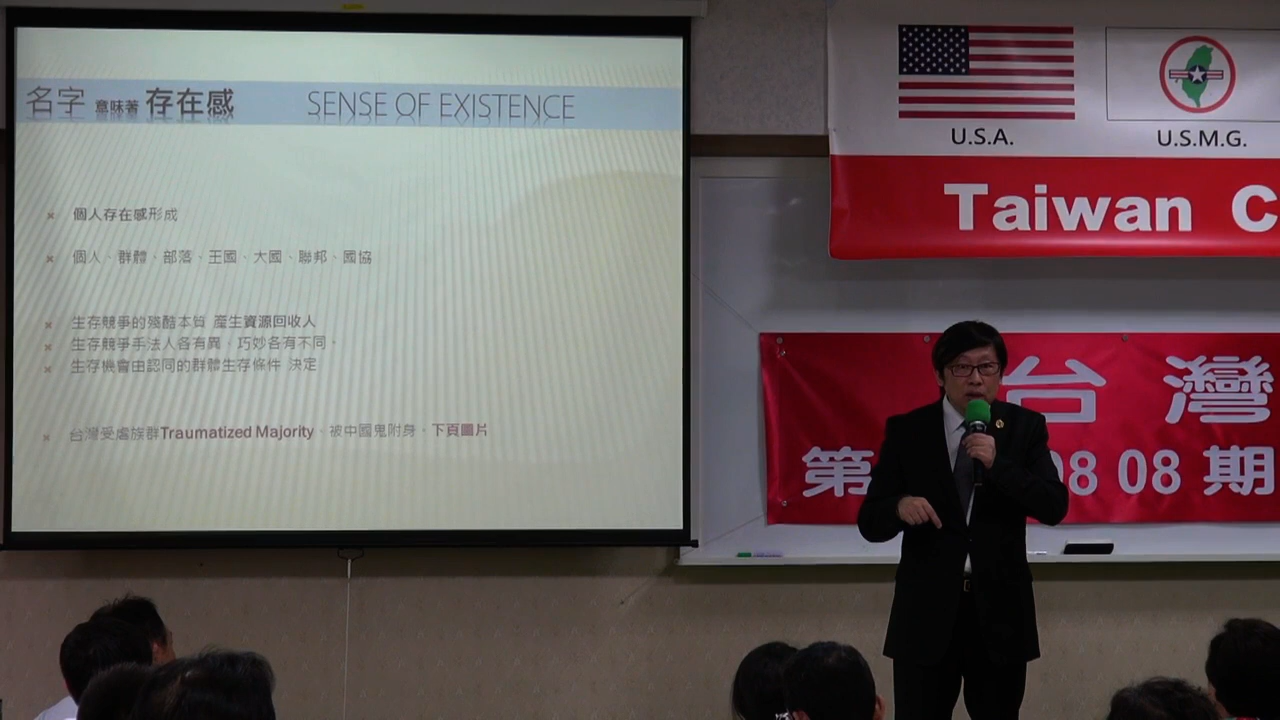 名字 意味著 存在感 SENSE OF EXISTENCE
個人存在感形成
個人、群體、部落、王國、大國、聯邦、國協
生存競爭的殘酷本質 產生資源回收人
生存競爭手法人各有異，巧妙各有不同。
生存機會由認同的群體生存條件 決定
台灣受虐族群Traumatized Majority、被中國鬼附身。下頁圖片
U.S.A.
U.S.M.G.
Taiwan C
台灣
第 08 08 期